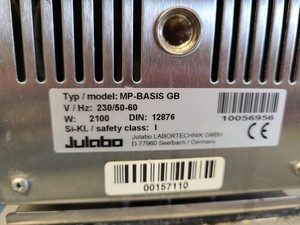 Typ / model: MP-BASIS GB
V / Hz: 230/50-60
W: 2100 DIN: 12876
Si-Kl. / safety class: I
10056956
Julabo
Julabo LABORTECHNIK GMBH
D-77960 Seelbach / Germany
CE
00157110